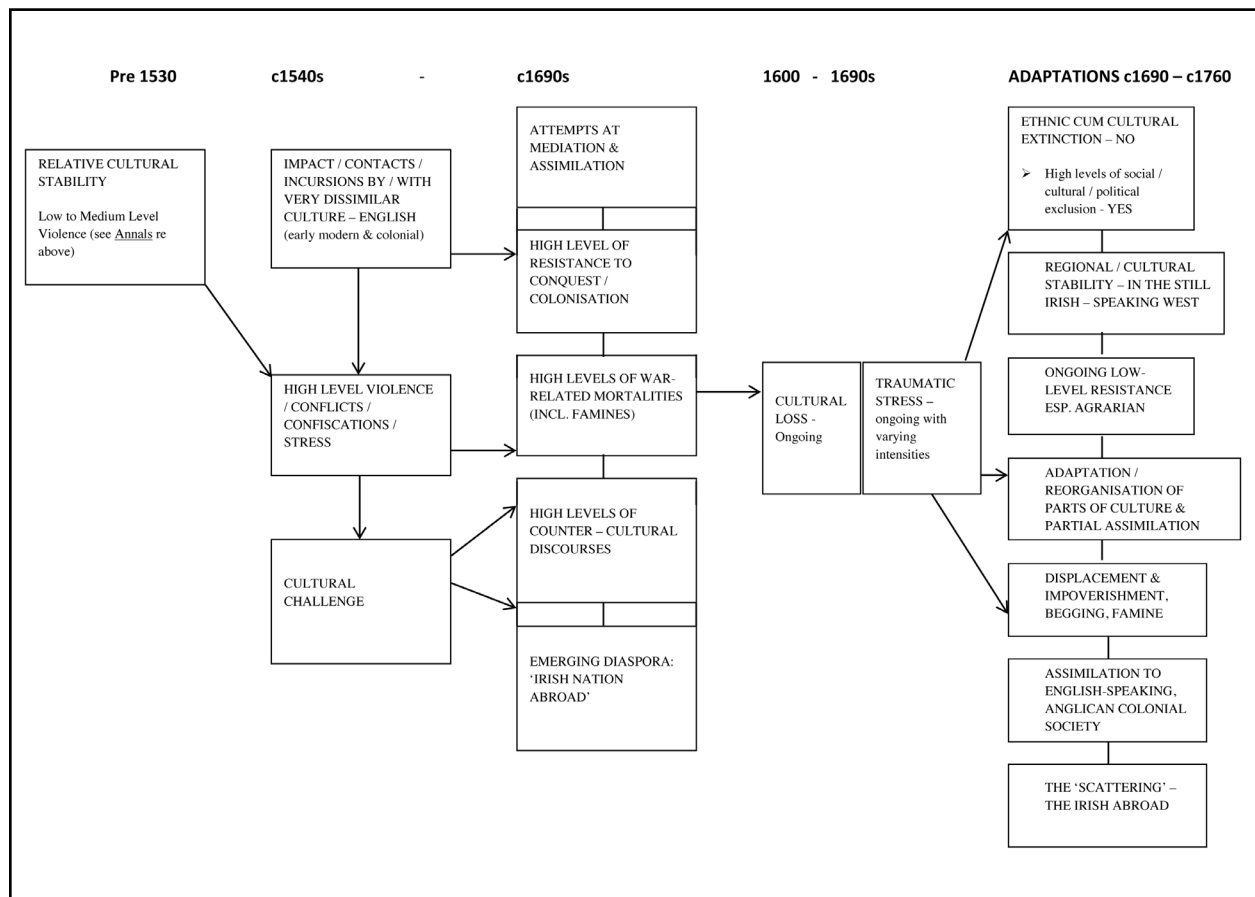 Pre 1530
c1540s - c1690s
1600 - 1690s
ADAPTATIONS c1690 – c1760
RELATIVE CULTURAL
STABILITY
Low to Medium Level
Violence (see Annals re
above)
IMPACT / CONTACTS /
INCURSIONS BY / WITH
VERY DISSIMILAR
CULTURE – ENGLISH
(early modern & colonial)
HIGH LEVEL VIOLENCE
/ CONFLICTS /
CONFISCATIONS /
STRESS
CULTURAL
CHALLENGE
ATTEMPTS AT
MEDIATION &
ASSIMILATION
HIGH LEVEL OF
RESISTANCE TO
CONQUEST /
COLONISATION
HIGH LEVELS OF WAR-
RELATED MORTALITIES
(INCL. FAMINES)
HIGH LEVELS OF
COUNTER – CULTURAL
DISCOURSES
EMERGING DIASPORA:
‘IRISH NATION
ABROAD’
CULTURAL
LOSS -
Ongoing
TRAUMATIC
STRESS –
ongoing with
varying
intensities
ETHNIC CUM CULTURAL
EXTINCTION – NO
➢ High levels of social /
cultural / political
exclusion - YES
REGIONAL / CULTURAL
STABILITY – IN THE STILL
IRISH – SPEAKING WEST
ONGOING LOW-
LEVEL RESISTANCE
ESP. AGRARIAN
ADAPTATION /
REORGANISATION OF
PARTS OF CULTURE &
PARTIAL ASSIMILATION
DISPLACEMENT &
IMPOVERISHMENT,
BEGGING, FAMINE
ASSIMILATION TO
ENGLISH-SPEAKING,
ANGLICAN COLONIAL
SOCIETY
THE ‘SCATTERING’ –
THE IRISH ABROAD